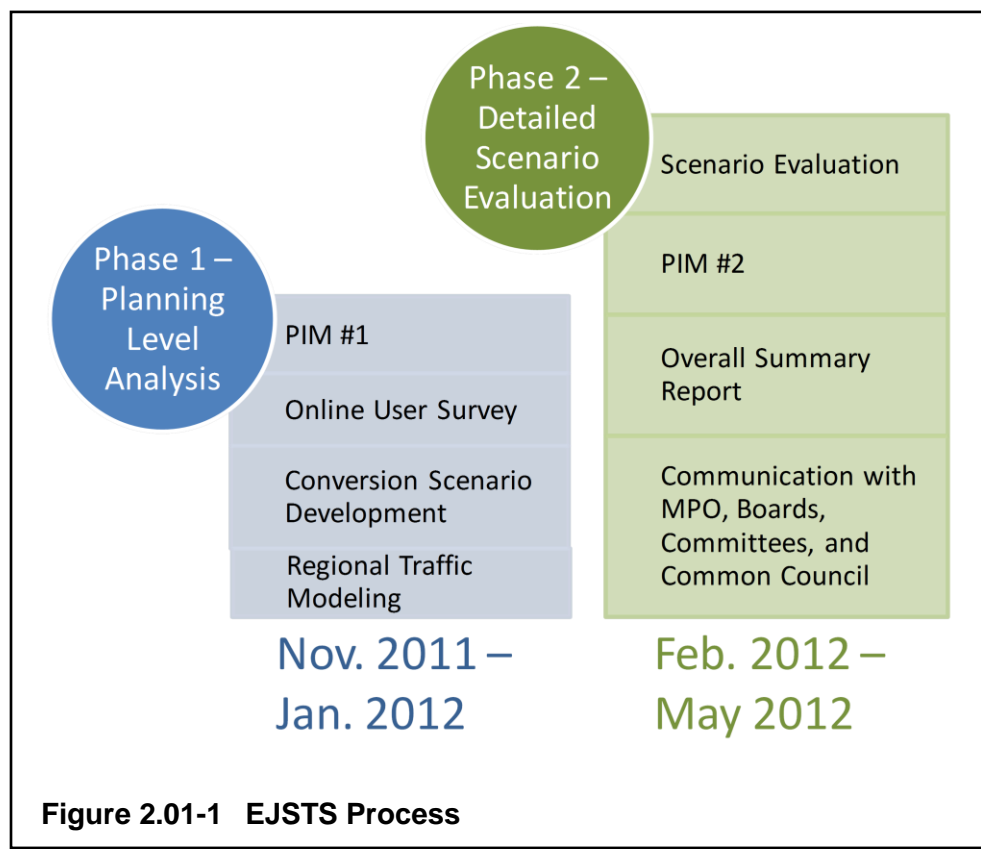 Phase 1 –
Planning
Level
Analysis
PIM #1
Online User Survey
Conversion Scenario
Development
Regional Traffic
Modeling
Nov. 2011 –
Jan. 2012
Phase 2 –
Detailed
Scenario
Evaluation
Scenario Evaluation
PIM #2
Overall Summary
Report
Communication with
MPO, Boards,
Committees, and
Common Council
Feb. 2012 –
May 2012
Figure 2.01-1 EJSTS Process